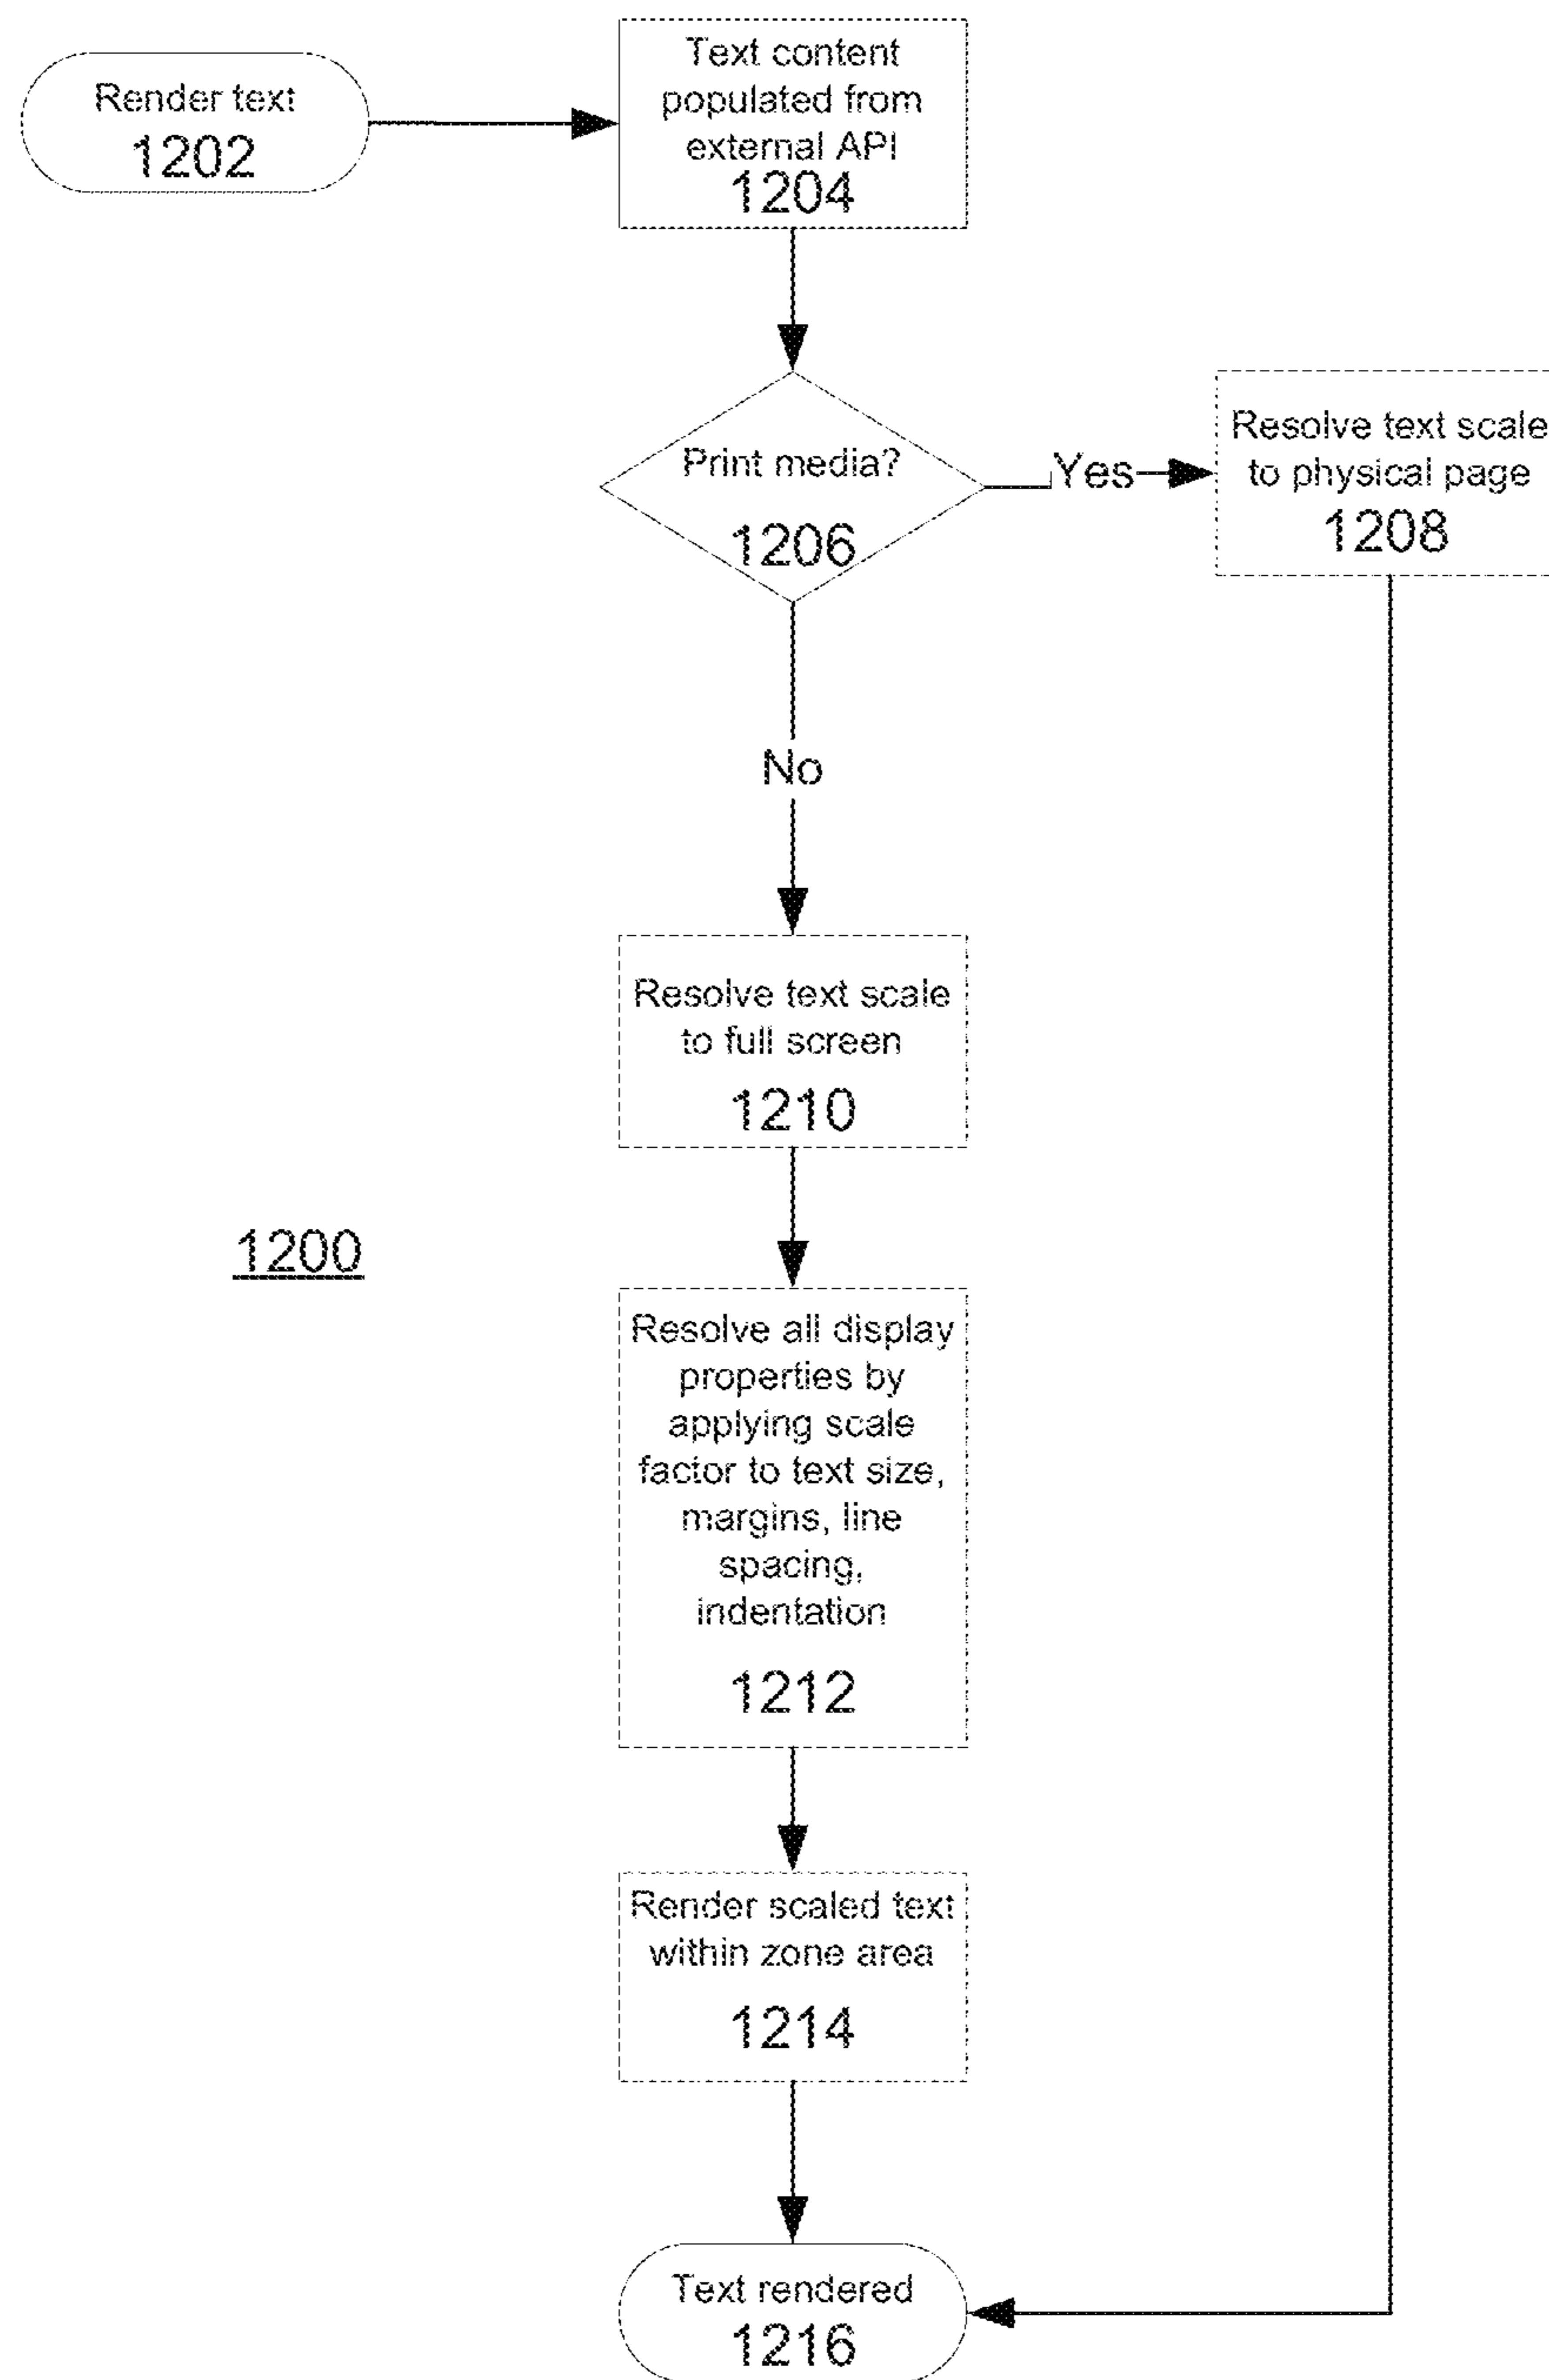 Render text
1202
Text content
populated from
external API
1204
Print media?
1206
Yes
Resolve text scale
to physical page
1208
No
Resolve text scale
to full screen
1210
1200
Resolve all display
properties by
applying scale
factor to text size,
margins, line
spacing,
indentation
1212
Render scaled text
within zone area
1214
Text rendered
1216